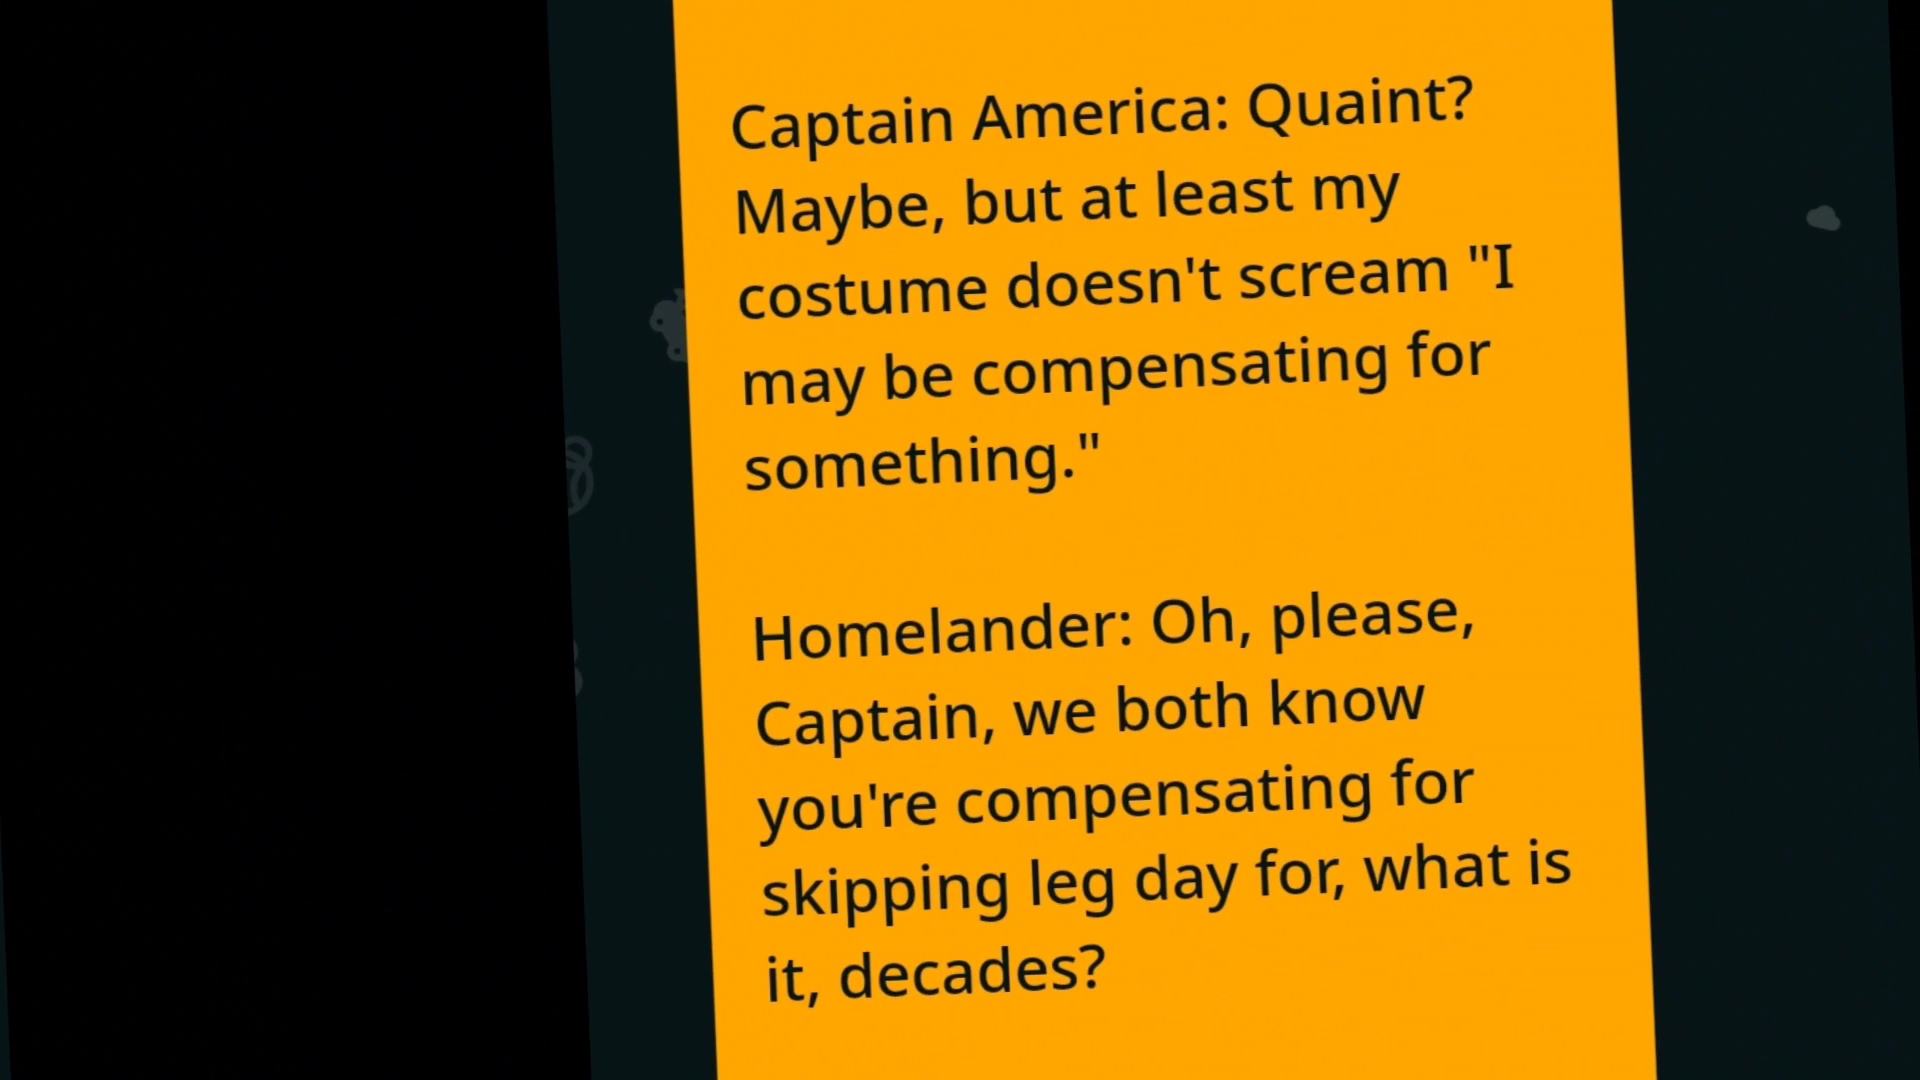 Captain America: Quaint?
Maybe, but at least my
costume doesn't scream "I
may be compensating for
something."
Homelander: Oh, please,
Captain, we both know
you're compensating for
skipping leg day for, what is
it, decades?